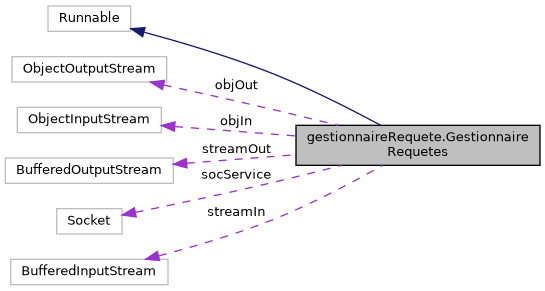 Runnable
ObjectOutputStream
objOut
ObjectInputStream
objIn
gestionnaireRequete.Gestionnaire
Requetes
streamOut
BufferedOutputStream
socService
Socket
streamIn
BufferedInputStream